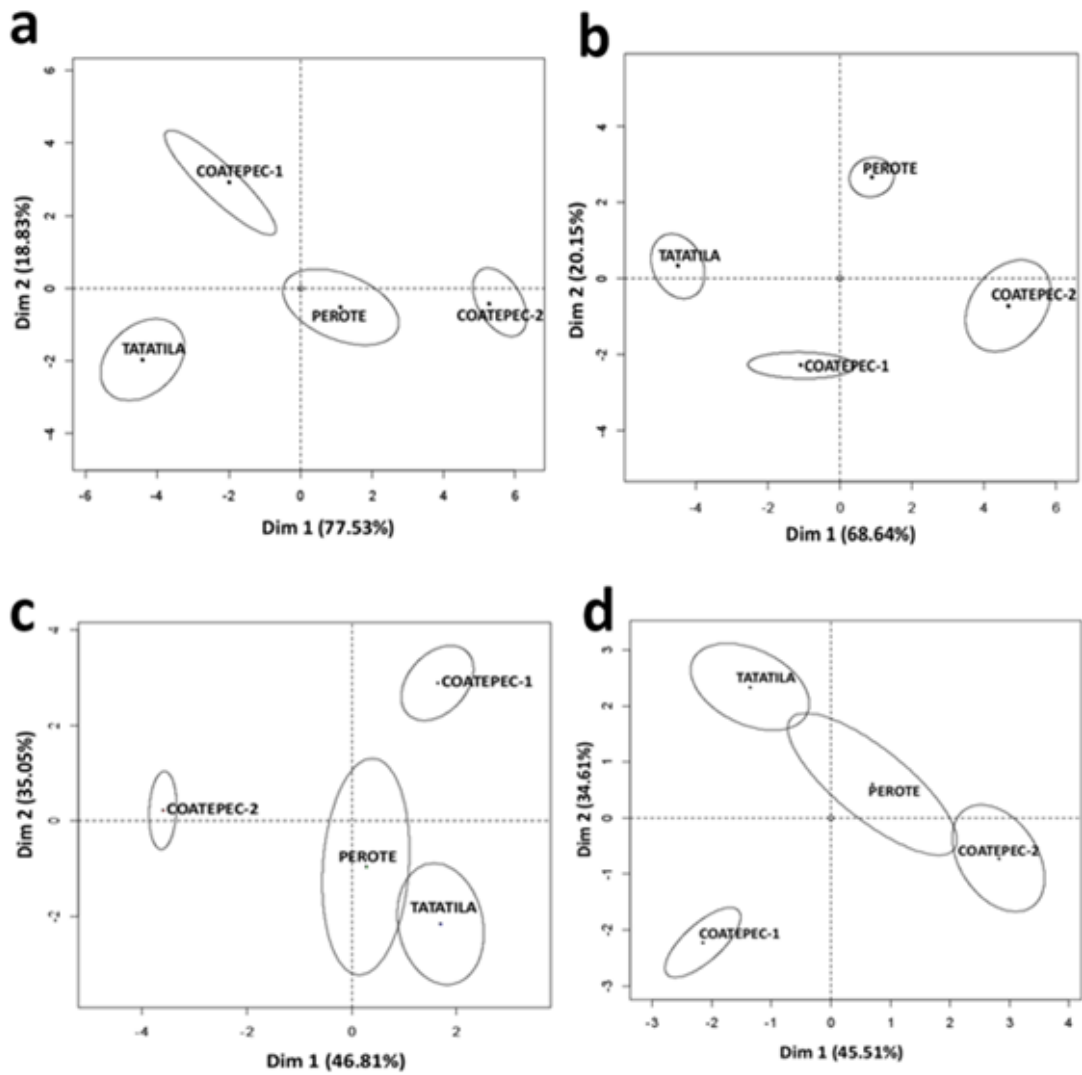 a
6
4
2
0
-2
-4
Dim 2 (18.83%)
COATEPEC-1
PEROTE
COATEPEC-2
TATATILA
-6 -4 -2 0 2 4 6
Dim 1 (77.53%)
b
4
2
0
-2
-4
Dim 2 (20.15%)
PEROTE
TATATILA
COATEPEC-2
COATEPEC-1
-4 -2 0 2 4 6
Dim 1 (68.64%)
c
4
2
0
-2
Dim 2 (35.05%)
COATEPEC-1
COATEPEC-2
PEROTE
TATATILA
-4 -2 0 2
Dim 1 (46.81%)
d
3
2
1
0
-1
-2
-3
Dim 2 (34.61%)
TATATILA
PEROTE
COATEPEC-2
COATEPEC-1
-3 -2 -1 0 1 2 3 4
Dim 1 (45.51%)